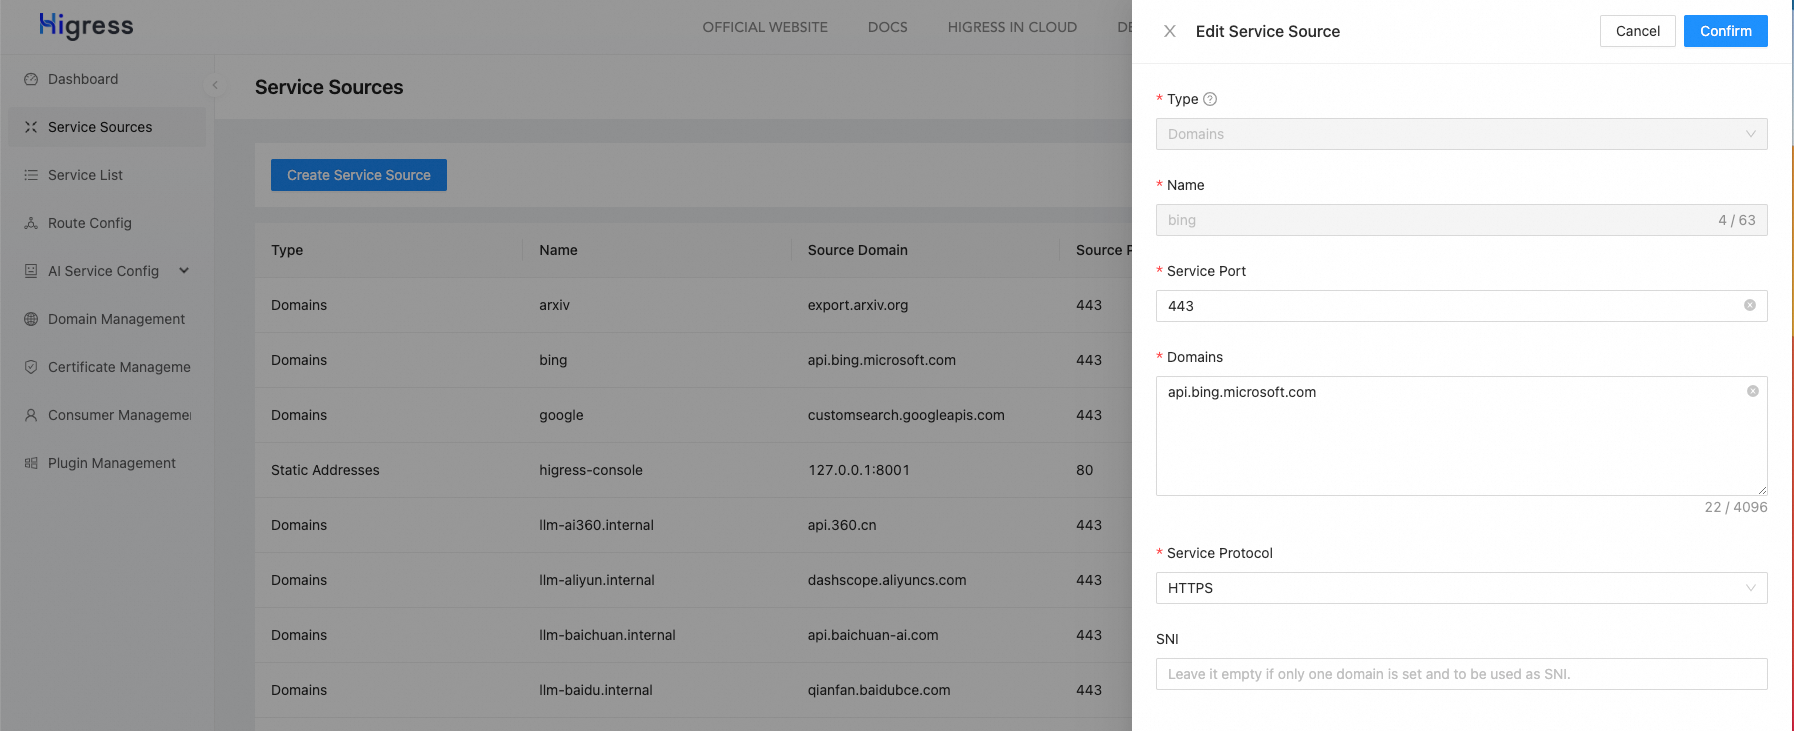 Higress
OFFICIAL WEBSITE
DOCS
HIGRESS IN CLOUD
Dashboard
Service Sources
Service List
Route Config
AI Service Config
Domain Management
Certificate Manageme
Consumer Manageme
Plugin Management
Service Sources
Create Service Source
Type Name Source Domain Source P
Domains arxiv export.arxiv.org 443
Domains bing api.bing.microsoft.com 443
Domains google customsearch.googleapis.com 443
Static Addresses higress-console 127.0.0.1:8001 80
Domains llm-ai360.internal api.360.cn 443
Domains llm-aliyun.internal dashscope.aliyuncs.com 443
Domains llm-baichuan.internal api.baichuan-ai.com 443
Domains llm-baidu.internal qianfan.baidubce.com 443
Edit Service Source
Cancel
Confirm
* Type
Domains
* Name
bing 4 / 63
* Service Port
443
* Domains
api.bing.microsoft.com
22 / 4096
* Service Protocol
HTTPS
SNI
Leave it empty if only one domain is set and to be used as SNI.